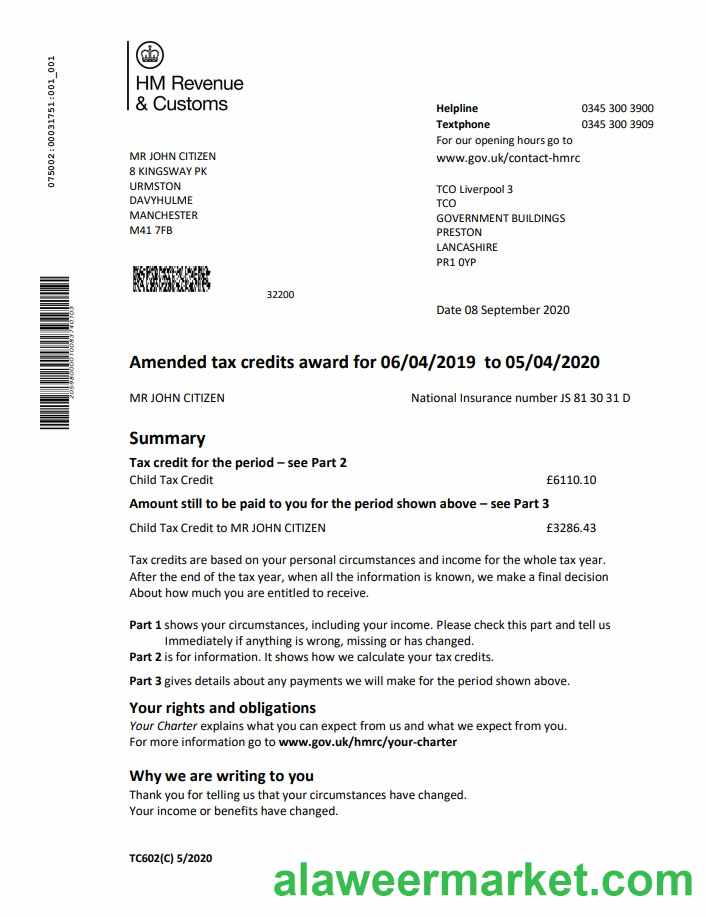 075002:00031751:001_001
HM Revenue
& Customs
Helpline 0345 300 3900
Textphone 0345 300 3909
For our opening hours go to
www.gov.uk/contact-hmrc
MR JOHN CITIZEN
8 KINGSWAY PK
URMSTON
DAVYHULME
MANCHESTER
M41 7FB
TCO Liverpool 3
TCO
GOVERNMENT BUILDINGS
PRESTON
LANCASHIRE
PR1 0YP
32200
Date 08 September 2020
Amended tax credits award for 06/04/2019 to 05/04/2020
MR JOHN CITIZEN National Insurance number JS 81 30 31 D
Summary
Tax credit for the period – see Part 2
Child Tax Credit £6110.10
Amount still to be paid to you for the period shown above – see Part 3
Child Tax Credit to MR JOHN CITIZEN £3286.43
Tax credits are based on your personal circumstances and income for the whole tax year.
After the end of the tax year, when all the information is known, we make a final decision
About how much you are entitled to receive.
Part 1 shows your circumstances, including your income. Please check this part and tell us
Immediately if anything is wrong, missing or has changed.
Part 2 is for information. It shows how we calculate your tax credits.
Part 3 gives details about any payments we will make for the period shown above.
Your rights and obligations
Your Charter explains what you can expect from us and what we expect from you.
For more information go to www.gov.uk/hmrc/your-charter
Why we are writing to you
Thank you for telling us that your circumstances have changed.
Your income or benefits have changed.
TC602(C) 5/2020
alaweermarket.com